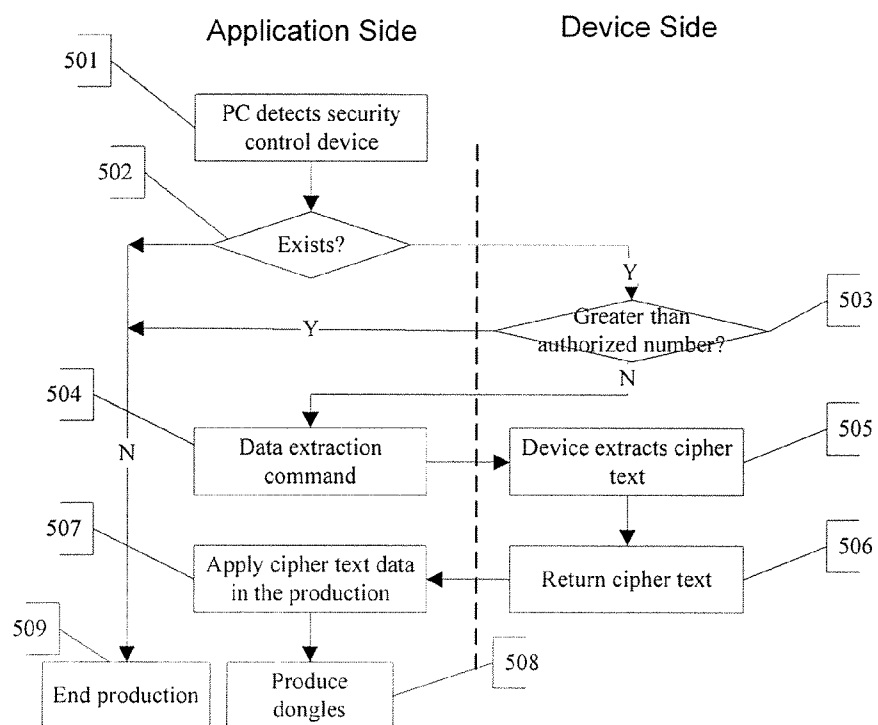 Application Side
Device Side
501
PC detects security
control device
502
Exists?
Y
503
Greater than
authorized number?
Y
N
504
Data extraction
command
505
Device extracts cipher
text
N
507
Apply cipher text data
in the production
506
Return cipher text
509
End production
Produce
dongles
508